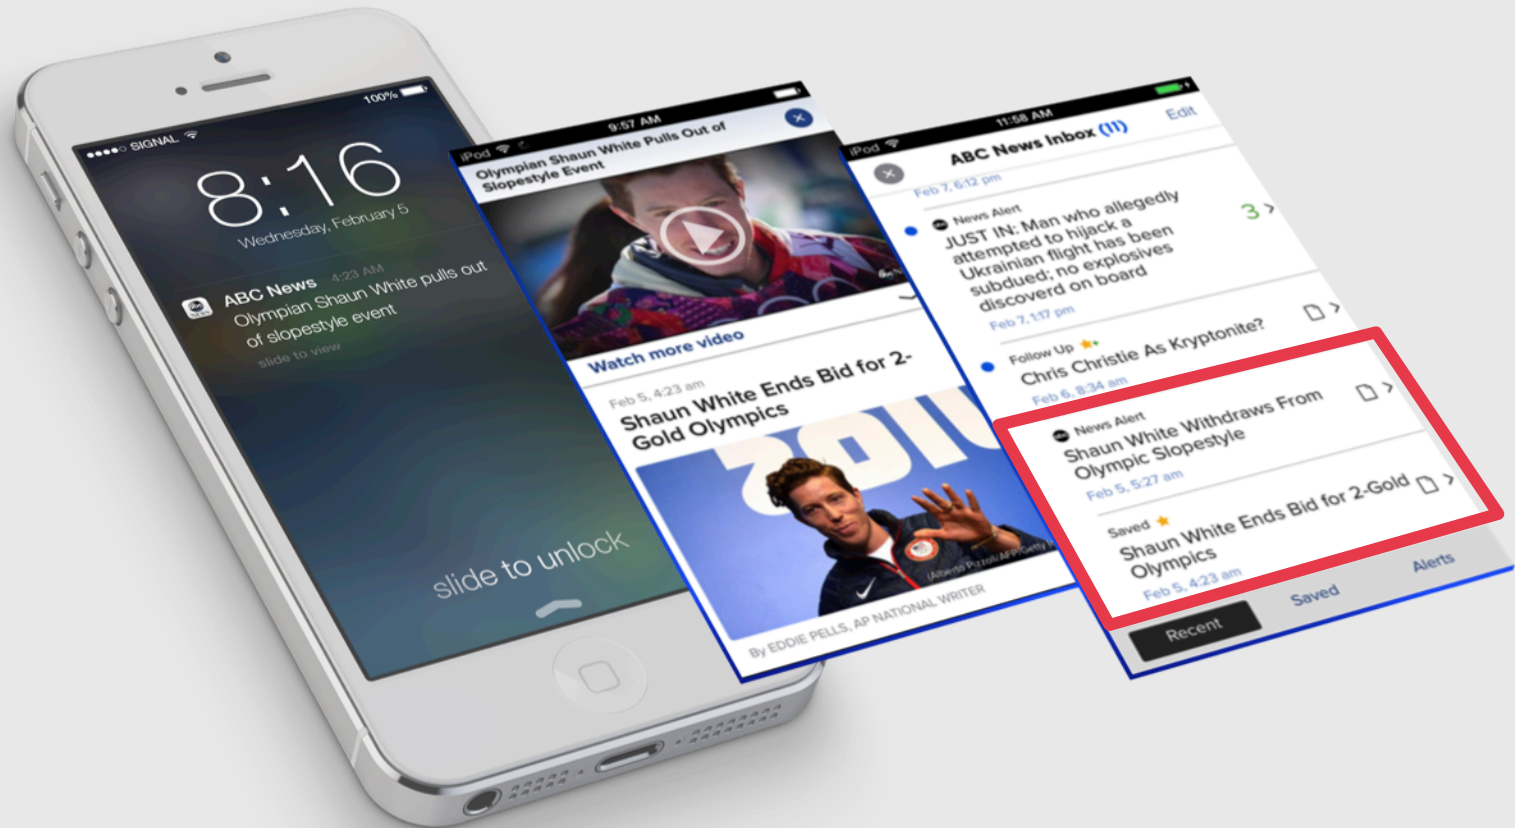 SIGNAL
100%
8:16
Wednesday, February 5
ABC News 4:23 AM
Olympian Shaun White pulls out
of slopestyle event
slide to view
slide to unlock
iPod
9:57 AM
Olympian Shaun White Pulls Out of
Slopestyle Event
Watch more video
Feb 5, 4:23 am
Shaun White Ends Bid for 2-
Gold Olympics
201
(Alberto Pizzoli/AFP/Getty
By EDDIE PELLS, AP NATIONAL WRITER
iPod
11:58 AM
ABC News Inbox (11)
Edit
Feb 7, 6:12 pm
News Alert
JUST IN: Man who allegedly
attempted to hijack a
Ukrainian flight has been
subdued; no explosives
discoverd on board
3
Feb 7, 1:17 pm
Follow Up
Chris Christie As Kryptonite?
Feb 6, 8:34 am
News Alert
Shaun White Withdraws From
Olympic Slopestyle
Feb 5, 5:27 am
Saved
Shaun White Ends Bid for 2-Gold
Olympics
Feb 5, 4:23 am
Recent
Saved
Alerts